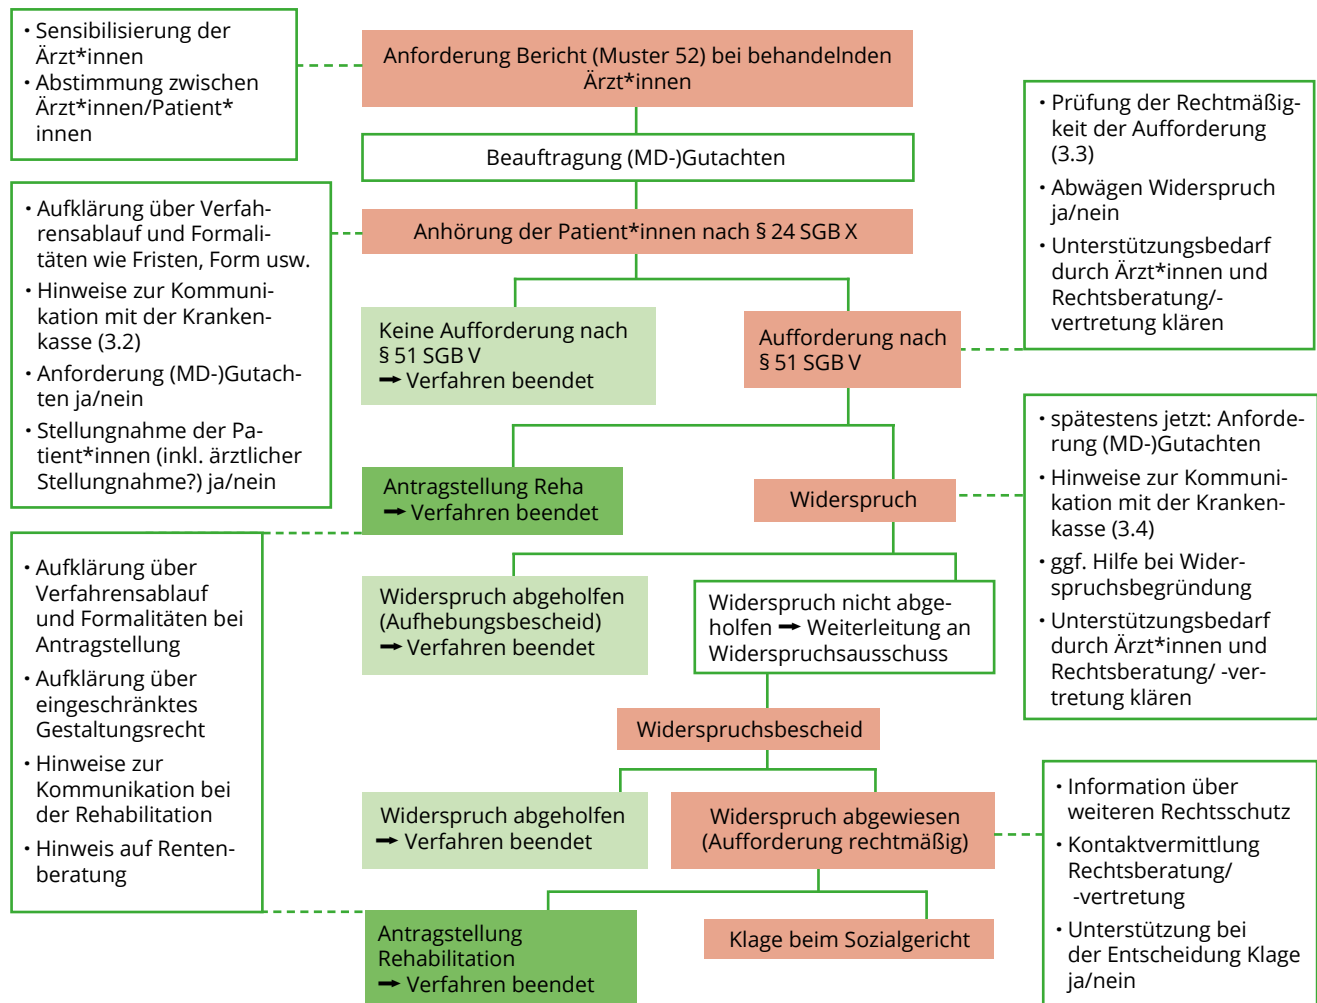 · Sensibilisierung der
Ärzt*innen
· Abstimmung zwischen
Ärzt*innen/Patient*
innen
Anforderung Bericht (Muster 52) bei behandelnden
Ärzt*innen
· Prüfung der Rechtmäßig-
keit der Aufforderung
(3.3)
· Abwägen Widerspruch
ja/nein
· Unterstützungsbedarf
durch Ärzt*innen und
Rechtsberatung/-
vertretung klären
Beauftragung (MD-)Gutachten
· Aufklärung über Verfah-
rensablauf und Formali-
täten wie Fristen, Form usw.
· Hinweise zur Kommuni-
kation mit der Kranken-
kasse (3.2)
· Anforderung (MD-)Gutach-
ten ja/nein
· Stellungnahme der Pa-
tient*innen (inkl. ärztlicher
Stellungnahme?) ja/nein
Anhörung der Patient*innen nach § 24 SGB X
Keine Aufforderung nach
§ 51 SGB V
➞ Verfahren beendet
Aufforderung nach
§ 51 SGB V
· spätestens jetzt: Anforde-
rung (MD-)Gutachten
· Hinweise zur Kommuni-
kation mit der Kranken-
kasse (3.4)
· ggf. Hilfe bei Wider-
spruchsbegründung
· Unterstützungsbedarf
durch Ärzt*innen und
Rechtsberatung/ -ver-
tretung klären
Antragstellung Reha
➞ Verfahren beendet
Widerspruch
· Aufklärung über
Verfahrensablauf
und Formalitäten bei
Antragstellung
· Aufklärung über
eingeschränktes
Gestaltungsrecht
· Hinweise zur
Kommunikation bei
der Rehabilitation
· Hinweis auf Renten-
beratung
Widerspruch abgeholfen
(Aufhebungsbescheid)
➞ Verfahren beendet
Widerspruch nicht abge-
holfen ➞ Weiterleitung an
Widerspruchsausschuss
Widerspruchsbescheid
Widerspruch abgeholfen
➞ Verfahren beendet
Widerspruch abgewiesen
(Aufforderung rechtmäßig)
· Information über
weiteren Rechtsschutz
· Kontaktvermittlung
Rechtsberatung/
-vertretung
· Unterstützung bei
der Entscheidung Klage
ja/nein
Antragstellung
Rehabilitation
➞ Verfahren beendet
Klage beim Sozialgericht